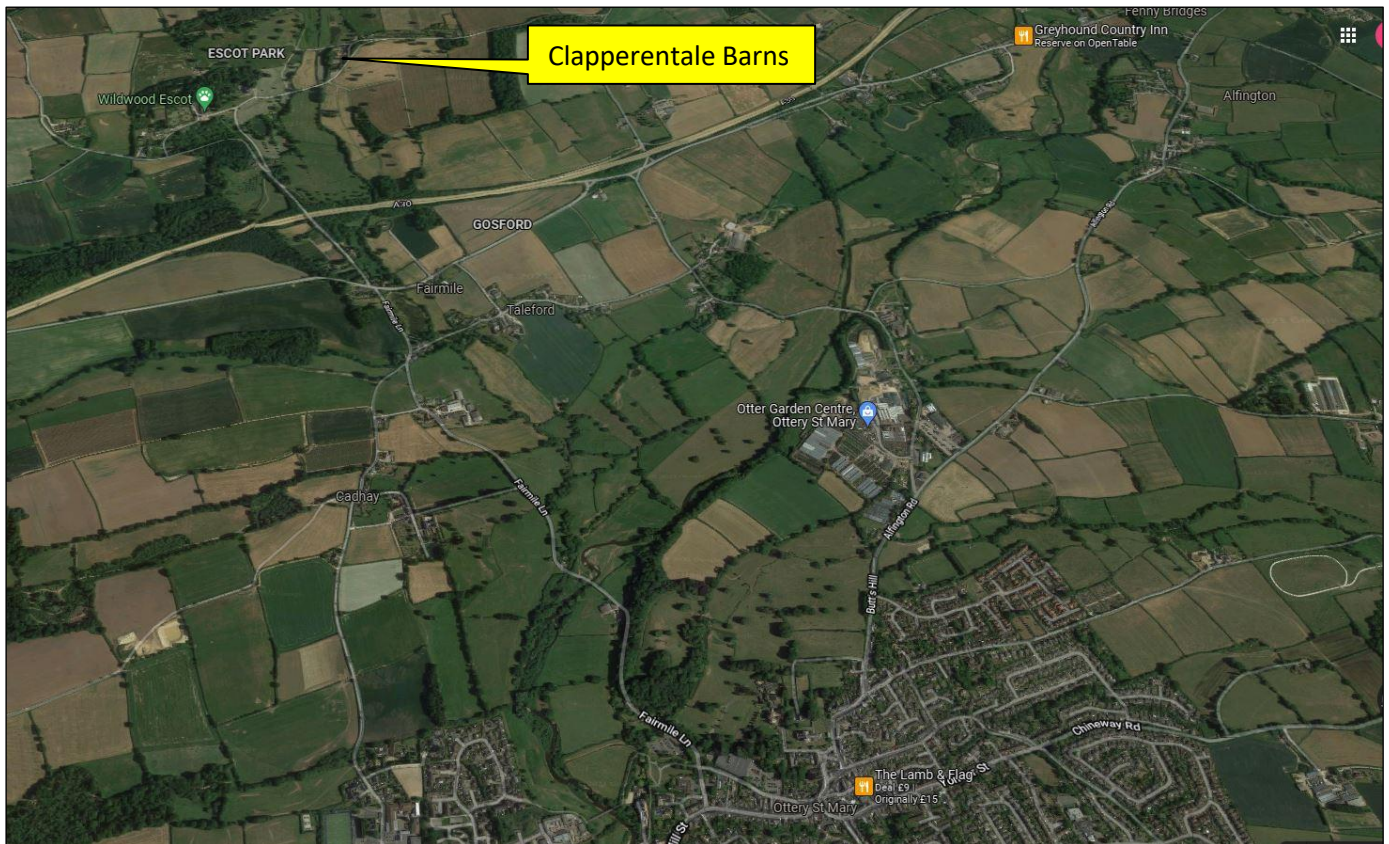 Fenny Bridges
Greyhound Country Inn
Reserve on OpenTable
ESCOT PARK
Clapperentale Barns
Wildwood Escot
Alfington
A30
Alfington Rd
GOSFORD
Fairmile
Taleford
Fairmile Ln
Otter Garden Centre,
Ottery St Mary
Cadhay
Fairmile Ln
Alfington Rd
Butts Hill
Fairmile Ln
Chineway Rd
The Lamb & Flag
Deal £9
Originally £15
Ottery St Mary